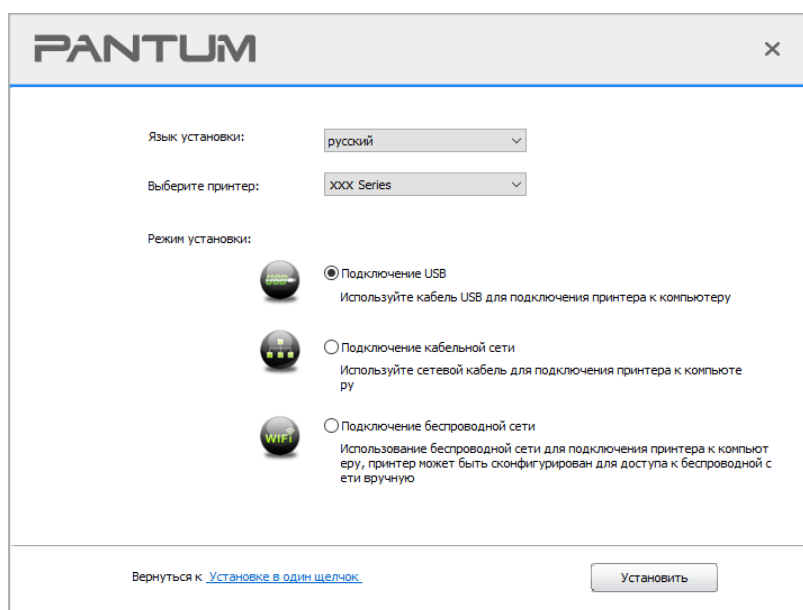 PANTUM
Язык установки:
русский
Выберите принтер:
XXX Series
Режим установки:
USB
Подключение USB
Используйте кабель USB для подключения принтера к компьютеру
Подключение кабельной сети
Используйте сетевой кабель для подключения принтера к компьюте
ру
WiFi
Подключение беспроводной сети
Использование беспроводной сети для подключения принтера к компьют
еру, принтер может быть сконфигурирован для доступа к беспроводной с
ети вручную
Вернуться к Установке в один щелчок
Установить